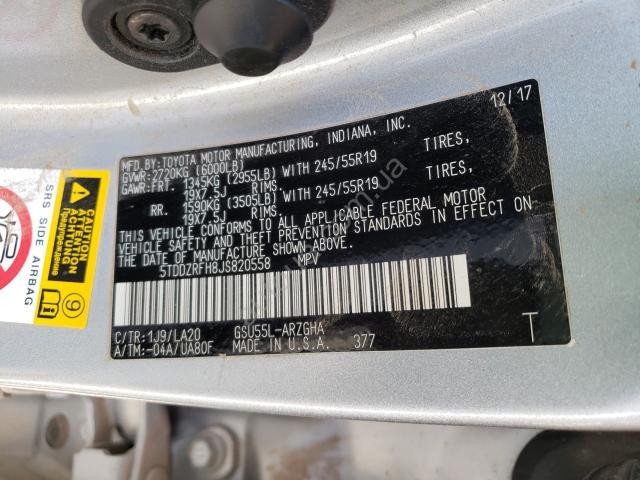 12/17
MFD.BY:TOYOTA MOTOR MANUFACTURING, INDIANA, INC.
GVWR:2720KG (6000LB)
GAWR:FRT. 1345KG (2955LB) WITH 245/55R19 TIRES,
19X7.5J RIMS.
RR. 1590KG (3505LB) WITH 245/55R19 TIRES,
19X7.5J RIMS.
THIS VEHICLE CONFORMS TO ALL APPLICABLE FEDERAL MOTOR
VEHICLE SAFETY AND THEFT PREVENTION STANDARDS IN EFFECT ON
THE DATE OF MANUFACTURE SHOWN ABOVE.
5TDDZRFH8JS820558 MPV
C/TR:1J9/LA20 GSU55L-ARZGHA
A/TM:-04A/UA80F MADE IN U.S.A. 377
T
SRS SIDE AIRBAG
9